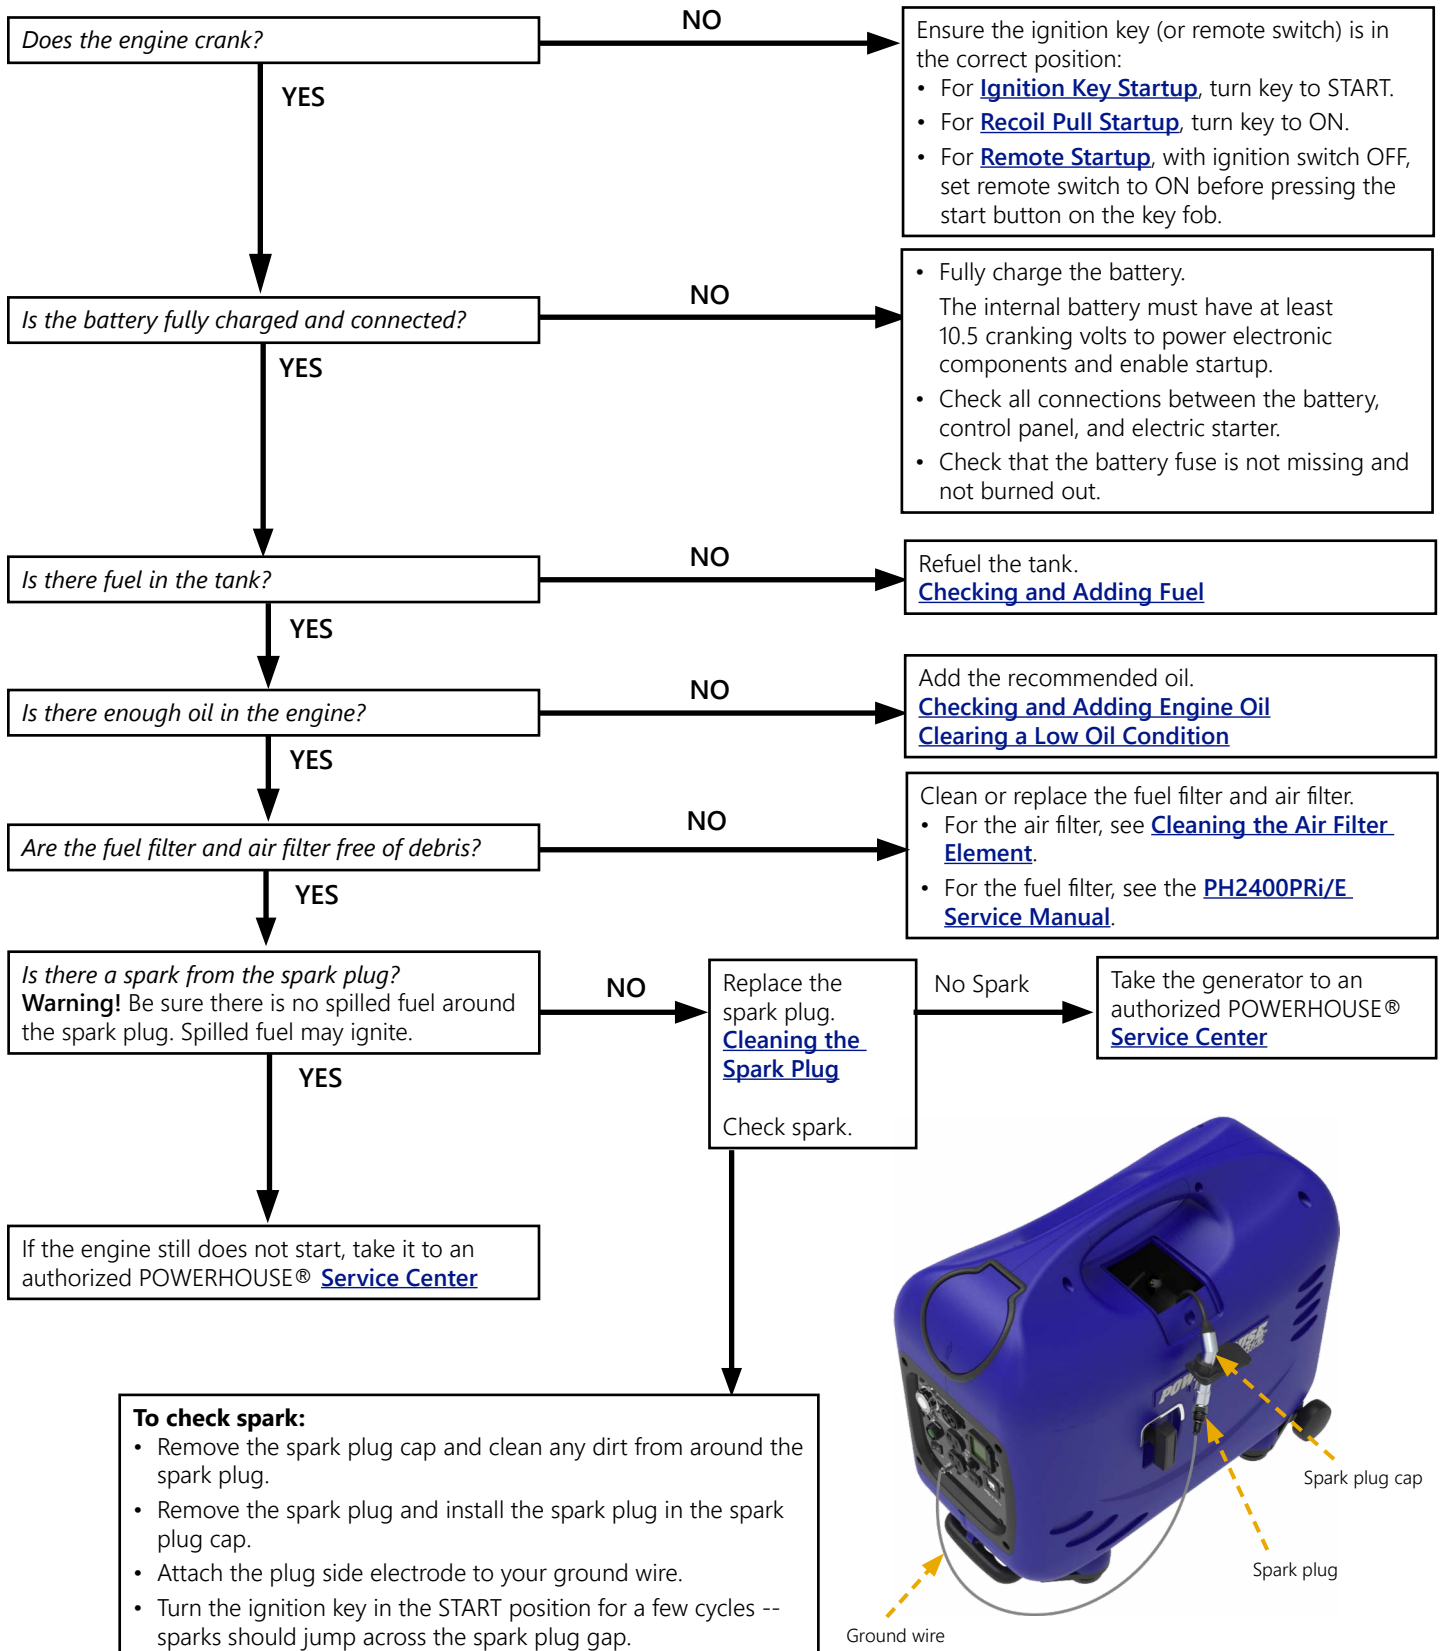 Does the engine crank?
NO
Ensure the ignition key (or remote switch) is in
the correct position:
• For Ignition Key Startup, turn key to START.
• For Recoil Pull Startup, turn key to ON.
• For Remote Startup, with ignition switch OFF,
set remote switch to ON before pressing the
start button on the key fob.
YES
Is the battery fully charged and connected?
NO
• Fully charge the battery.
The internal battery must have at least
10.5 cranking volts to power electronic
components and enable startup.
• Check all connections between the battery,
control panel, and electric starter.
• Check that the battery fuse is not missing and
not burned out.
YES
Is there fuel in the tank?
NO
Refuel the tank.
Checking and Adding Fuel
YES
Is there enough oil in the engine?
NO
Add the recommended oil.
Checking and Adding Engine Oil
Clearing a Low Oil Condition
YES
Are the fuel filter and air filter free of debris?
NO
Clean or replace the fuel filter and air filter.
• For the air filter, see Cleaning the Air Filter
Element.
• For the fuel filter, see the PH2400PRi/E
Service Manual.
YES
Is there a spark from the spark plug?
Warning! Be sure there is no spilled fuel around
the spark plug. Spilled fuel may ignite.
NO
Replace the
spark plug.
Cleaning the
Spark Plug
Check spark.
No Spark
Take the generator to an
authorized POWERHOUSE®
Service Center
YES
If the engine still does not start, take it to an
authorized POWERHOUSE® Service Center
To check spark:
• Remove the spark plug cap and clean any dirt from around the
spark plug.
• Remove the spark plug and install the spark plug in the spark
plug cap.
• Attach the plug side electrode to your ground wire.
• Turn the ignition key in the START position for a few cycles --
sparks should jump across the spark plug gap.
Spark plug cap
Spark plug
Ground wire